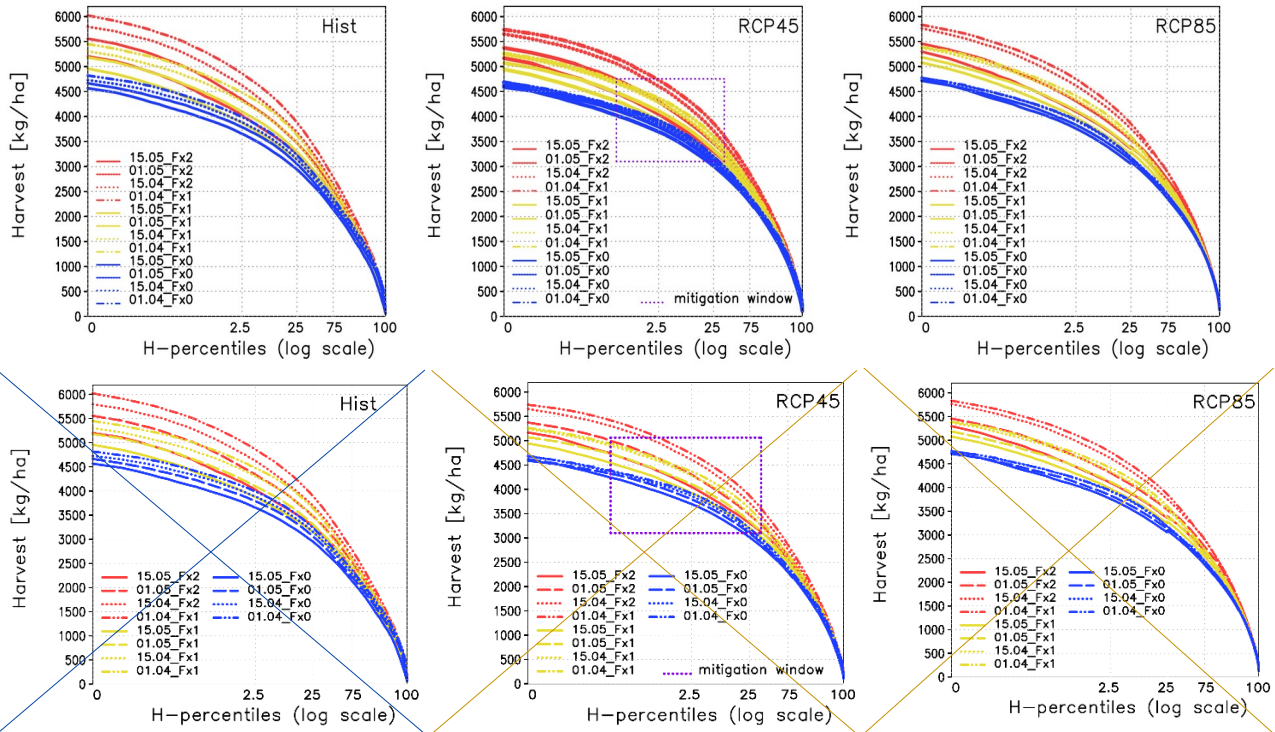 Hist
Harvest [kg/ha]
6000
5500
5000
4500
4000
3500
3000
2500
2000
1500
1000
500
0
15.05_Fx2
01.05_Fx2
15.04_Fx2
01.04_Fx1
15.05_Fx1
01.05_Fx1
15.04_Fx1
01.04_Fx1
15.05_Fx0
01.05_Fx0
15.04_Fx0
01.04_Fx0
0 2.5 25 75 100
H-percentiles (log scale)
RCP45
Harvest [kg/ha]
6000
5500
5000
4500
4000
3500
3000
2500
2000
1500
1000
500
0
15.05_Fx2
01.05_Fx2
15.04_Fx2
01.04_Fx1
15.05_Fx1
01.05_Fx1
15.04_Fx1
01.04_Fx1
15.05_Fx0
01.05_Fx0
15.04_Fx0
01.04_Fx0
mitigation window
0 2.5 25 75 100
H-percentiles (log scale)
RCP85
Harvest [kg/ha]
6000
5500
5000
4500
4000
3500
3000
2500
2000
1500
1000
500
0
15.05_Fx2
01.05_Fx2
15.04_Fx2
01.04_Fx1
15.05_Fx1
01.05_Fx1
15.04_Fx1
01.04_Fx1
15.05_Fx0
01.05_Fx0
15.04_Fx0
01.04_Fx0
0 2.5 25 75 100
H-percentiles (log scale)
Hist
Harvest [kg/ha]
6000
5500
5000
4500
4000
3500
3000
2500
2000
1500
1000
500
0
15.05_Fx2 15.05_Fx0
01.05_Fx2 01.05_Fx0
15.04_Fx2 15.04_Fx0
01.04_Fx1 01.04_Fx0
15.05_Fx1
01.05_Fx1
15.04_Fx1
01.04_Fx1
0 2.5 25 75 100
H-percentiles (log scale)
RCP45
Harvest [kg/ha]
6000
5500
5000
4500
4000
3500
3000
2500
2000
1500
1000
500
0
15.05_Fx2 15.05_Fx0
01.05_Fx2 01.05_Fx0
15.04_Fx2 15.04_Fx0
01.04_Fx1 01.04_Fx0
15.05_Fx1
01.05_Fx1
15.04_Fx1
01.04_Fx1
mitigation window
0 2.5 25 75 100
H-percentiles (log scale)
RCP85
Harvest [kg/ha]
6000
5500
5000
4500
4000
3500
3000
2500
2000
1500
1000
500
0
15.05_Fx2 15.05_Fx0
01.05_Fx2 01.05_Fx0
15.04_Fx2 15.04_Fx0
01.04_Fx1 01.04_Fx0
15.05_Fx1
01.05_Fx1
15.04_Fx1
01.04_Fx1
0 2.5 25 75 100
H-percentiles (log scale)